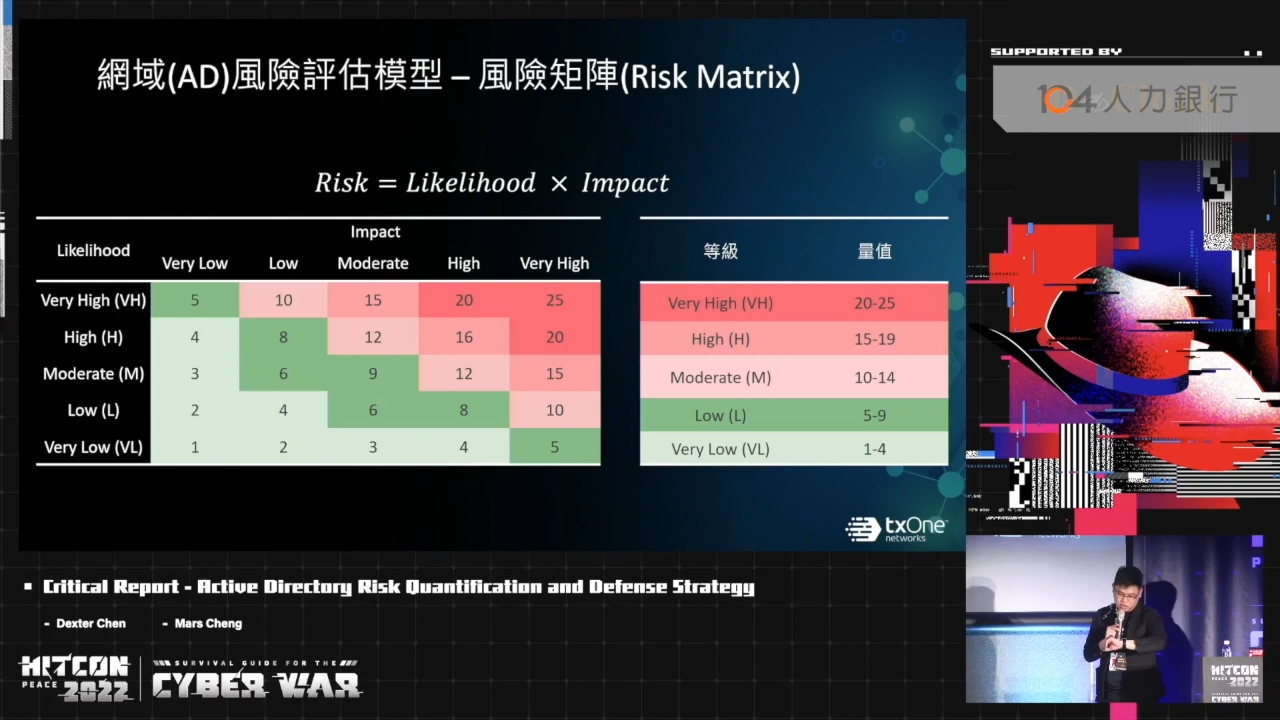 網域(AD)風險評估模型 – 風險矩陣(Risk Matrix)
Risk = Likelihood × Impact
Likelihood Impact
Very Low Low Moderate High Very High
Very High (VH) 5 10 15 20 25
High (H) 4 8 12 16 20
Moderate (M) 3 6 9 12 15
Low (L) 2 4 6 8 10
Very Low (VL) 1 2 3 4 5
等級 量值
Very High (VH) 20-25
High (H) 15-19
Moderate (M) 10-14
Low (L) 5-9
Very Low (VL) 1-4
txOne
networks
SUPPORTED BY
104人力銀行
Critical Report - Active Directory Risk Quantification and Defense Strategy
- Dexter Chen - Mars Cheng
HITCON
PEACE 2022
SURVIVAL GUIDE FOR THE
CYBER WAR
HITCON
PEACE 2022
CYBER WAR